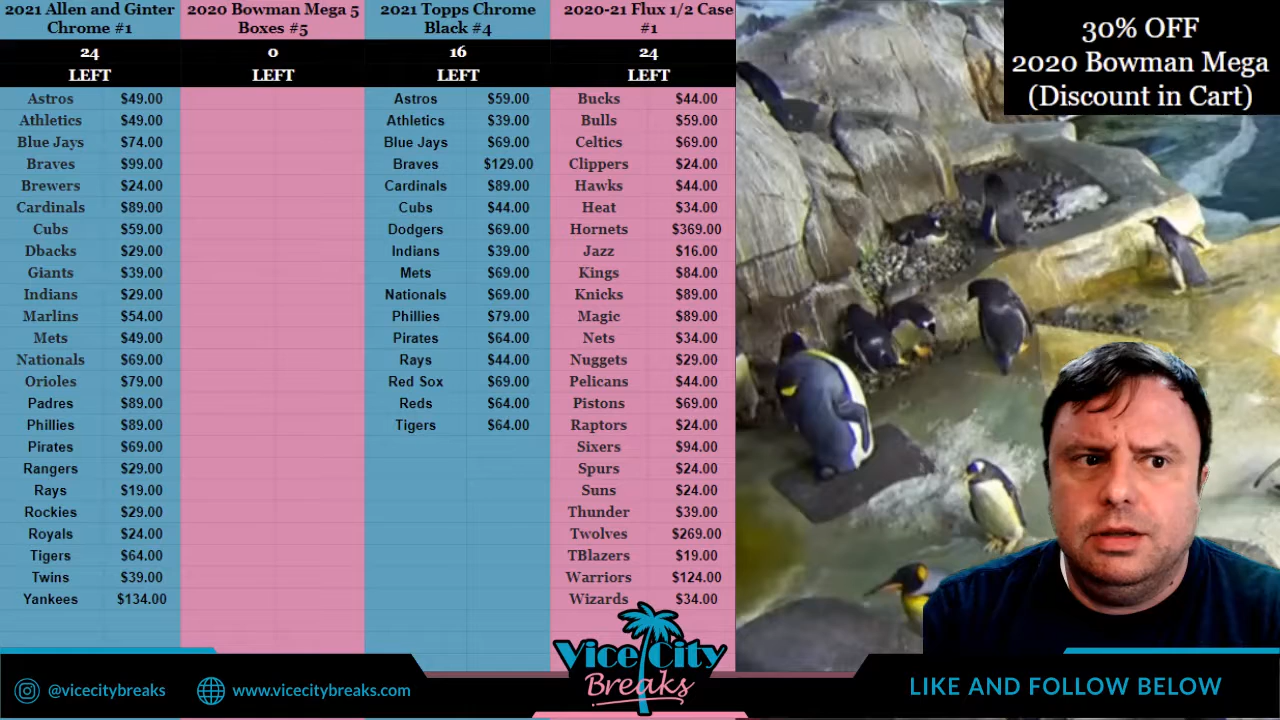 2021 Allen and Ginter
Chrome #1
24
LEFT
Astros $49.00
Athletics $49.00
Blue Jays $74.00
Braves $99.00
Brewers $24.00
Cardinals $89.00
Cubs $59.00
Dbacks $29.00
Giants $39.00
Indians $29.00
Marlins $54.00
Mets $49.00
Nationals $69.00
Orioles $79.00
Padres $89.00
Phillies $89.00
Pirates $69.00
Rangers $29.00
Rays $19.00
Rockies $29.00
Royals $24.00
Tigers $64.00
Twins $39.00
Yankees $134.00
2020 Bowman Mega 5
Boxes #5
0
LEFT
2021 Topps Chrome
Black #4
16
LEFT
Astros $59.00
Athletics $39.00
Blue Jays $69.00
Braves $129.00
Cardinals $89.00
Cubs $44.00
Dodgers $69.00
Indians $39.00
Mets $69.00
Nationals $69.00
Phillies $79.00
Pirates $64.00
Rays $44.00
Red Sox $69.00
Reds $64.00
Tigers $64.00
2020-21 Flux 1/2 Case
#1
24
LEFT
Bucks $44.00
Bulls $59.00
Celtics $69.00
Clippers $24.00
Hawks $44.00
Heat $34.00
Hornets $369.00
Jazz $16.00
Kings $84.00
Knicks $89.00
Magic $89.00
Nets $34.00
Nuggets $29.00
Pelicans $44.00
Pistons $69.00
Raptors $24.00
Sixers $94.00
Spurs $24.00
Suns $24.00
Thunder $39.00
Twolves $269.00
TBlazers $19.00
Warriors $124.00
Wizards $34.00
30% OFF
2020 Bowman Mega
(Discount in Cart)
@vicecitybreaks
www.vicecitybreaks.com
Vice City
Breaks
LIKE AND FOLLOW BELOW